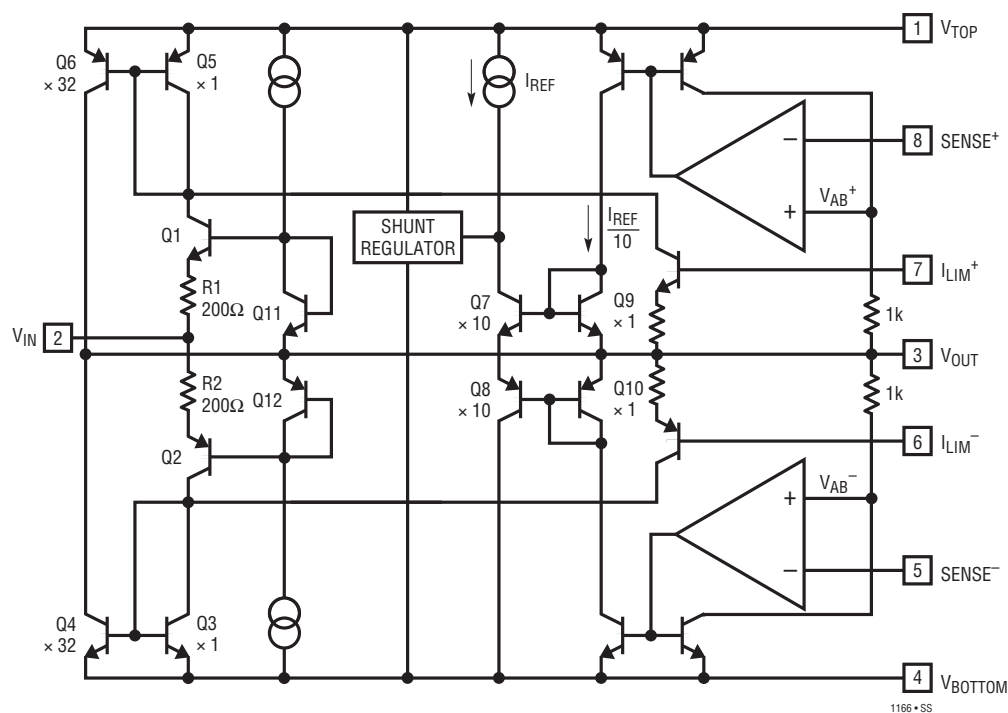 1
V_TOP
Q6
× 32
Q5
× 1
I_REF
8
SENSE⁺
−
V_AB⁺
+
Q1
SHUNT
REGULATOR
I_REF
10
7
I_LIM⁺
R1
200Ω
Q11
Q7
× 10
Q9
× 1
1k
V_IN
2
3
V_OUT
R2
200Ω
Q12
Q8
× 10
Q10
× 1
1k
Q2
6
I_LIM⁻
V_AB⁻
+
−
5
SENSE⁻
Q4
× 32
Q3
× 1
4
V_BOTTOM
1166 • SS